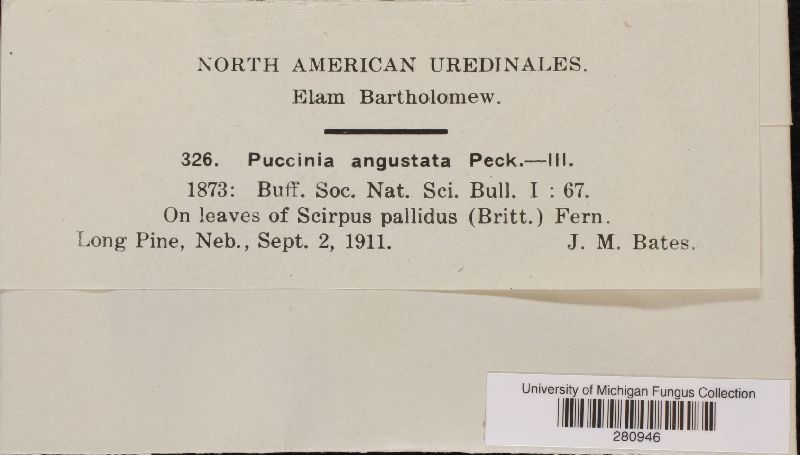 NORTH AMERICAN UREDINALES.
Elam Bartholomew.
326. Puccinia angustata Peck.—III.
1873: Buff. Soc. Nat. Sci. Bull. I : 67.
On leaves of Scirpus pallidus (Britt.) Fern.
Long Pine, Neb., Sept. 2, 1911. J. M. Bates.
University of Michigan Fungus Collection
280946